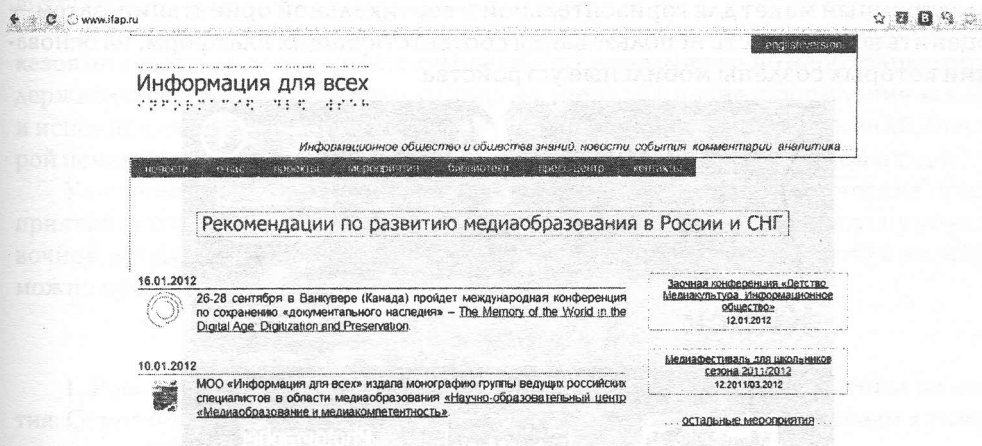 www.ifap.ru
english version
Информация для всех
⠊⠝⠋⠕⠗⠍⠁⠉⠊⠫ ⠙⠇⠫ ⠺⠎⠑⠓
Информационное общество и общества знаний: новости события комментарии аналитика
новости о нас проекты мероприятия библиотека пресс-центр контакты
Рекомендации по развитию медиаобразования в России и СНГ
16.01.2012
26-28 сентября в Ванкувере (Канада) пройдет международная конференция
по сохранению «документального наследия» – The Memory of the World in the
Digital Age: Digitization and Preservation.
Заочная конференция «Детство.
Медиакультура. Информационное
общество»
12.01.2012
10.01.2012
МОО «Информация для всех» издала монографию группы ведущих российских
специалистов в области медиаобразования «Научно-образовательный центр
«Медиаобразование и медиакомпетентность».
Медиафестиваль для школьников
сезона 2011/2012
12.2011/03.2012
... остальные мероприятия ...